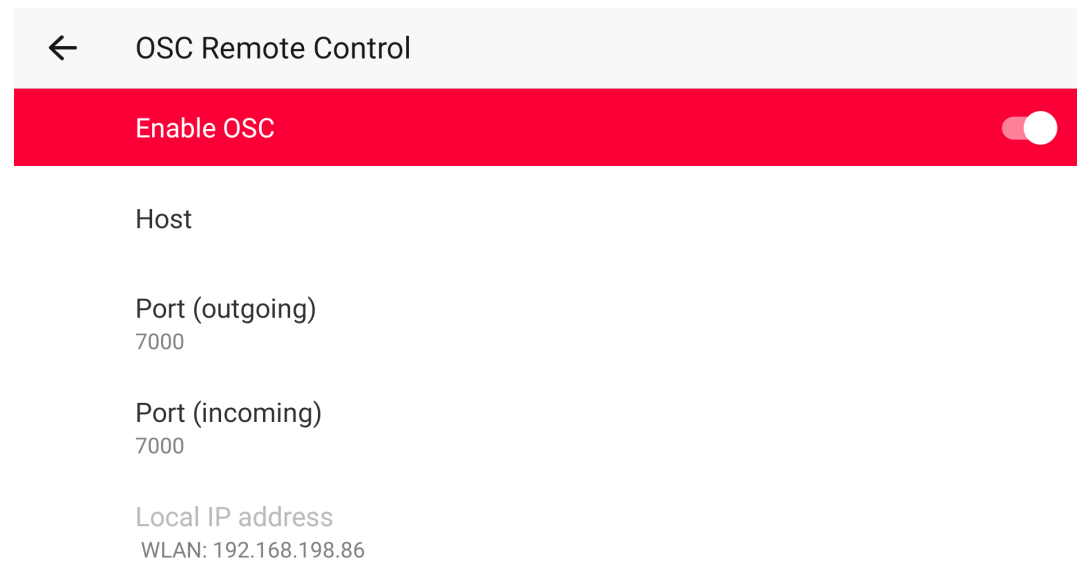 OSC Remote Control
Enable OSC
Host
Port (outgoing)
7000
Port (incoming)
7000
Local IP address
WLAN: 192.168.198.86